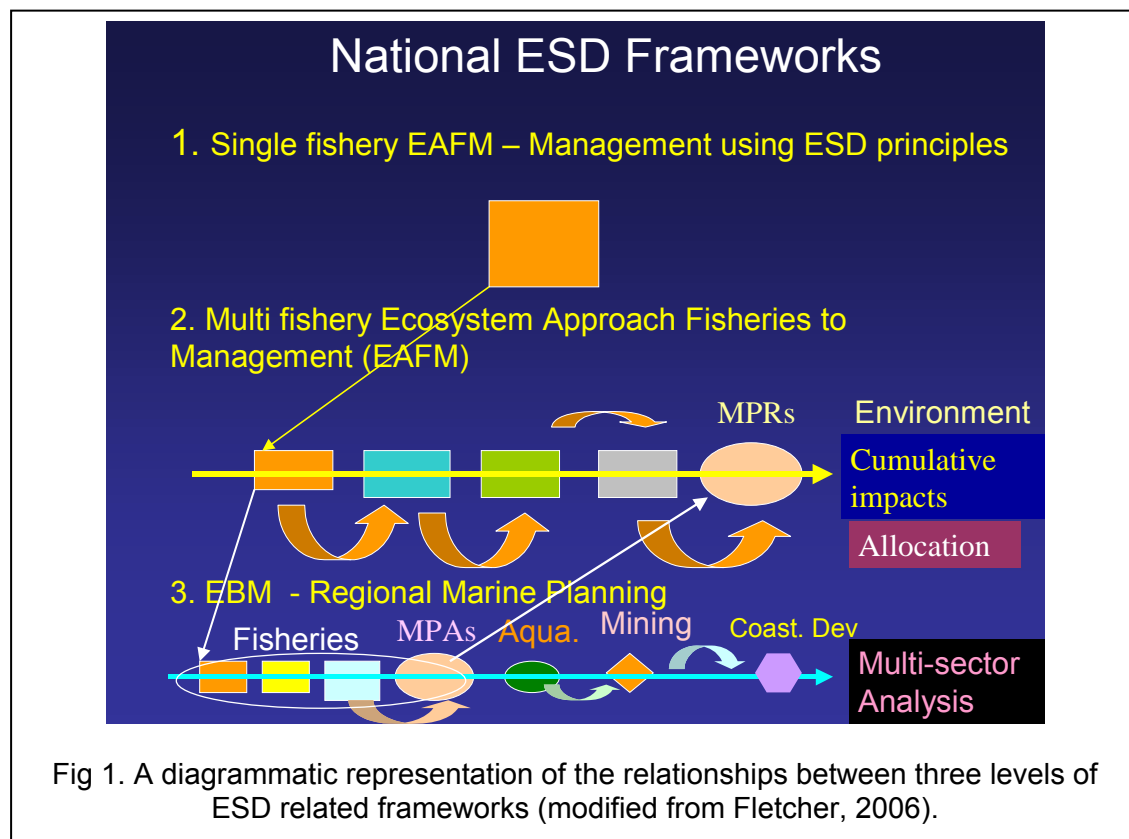 National ESD Frameworks
1. Single fishery EAFM – Management using ESD principles
2. Multi fishery Ecosystem Approach Fisheries to
Management (EAFM)
MPRs
Environment
Cumulative
impacts
Allocation
3. EBM - Regional Marine Planning
Fisheries
MPAs
Aqua.
Mining
Coast. Dev
Multi-sector
Analysis
Fig 1. A diagrammatic representation of the relationships between three levels of
ESD related frameworks (modified from Fletcher, 2006).